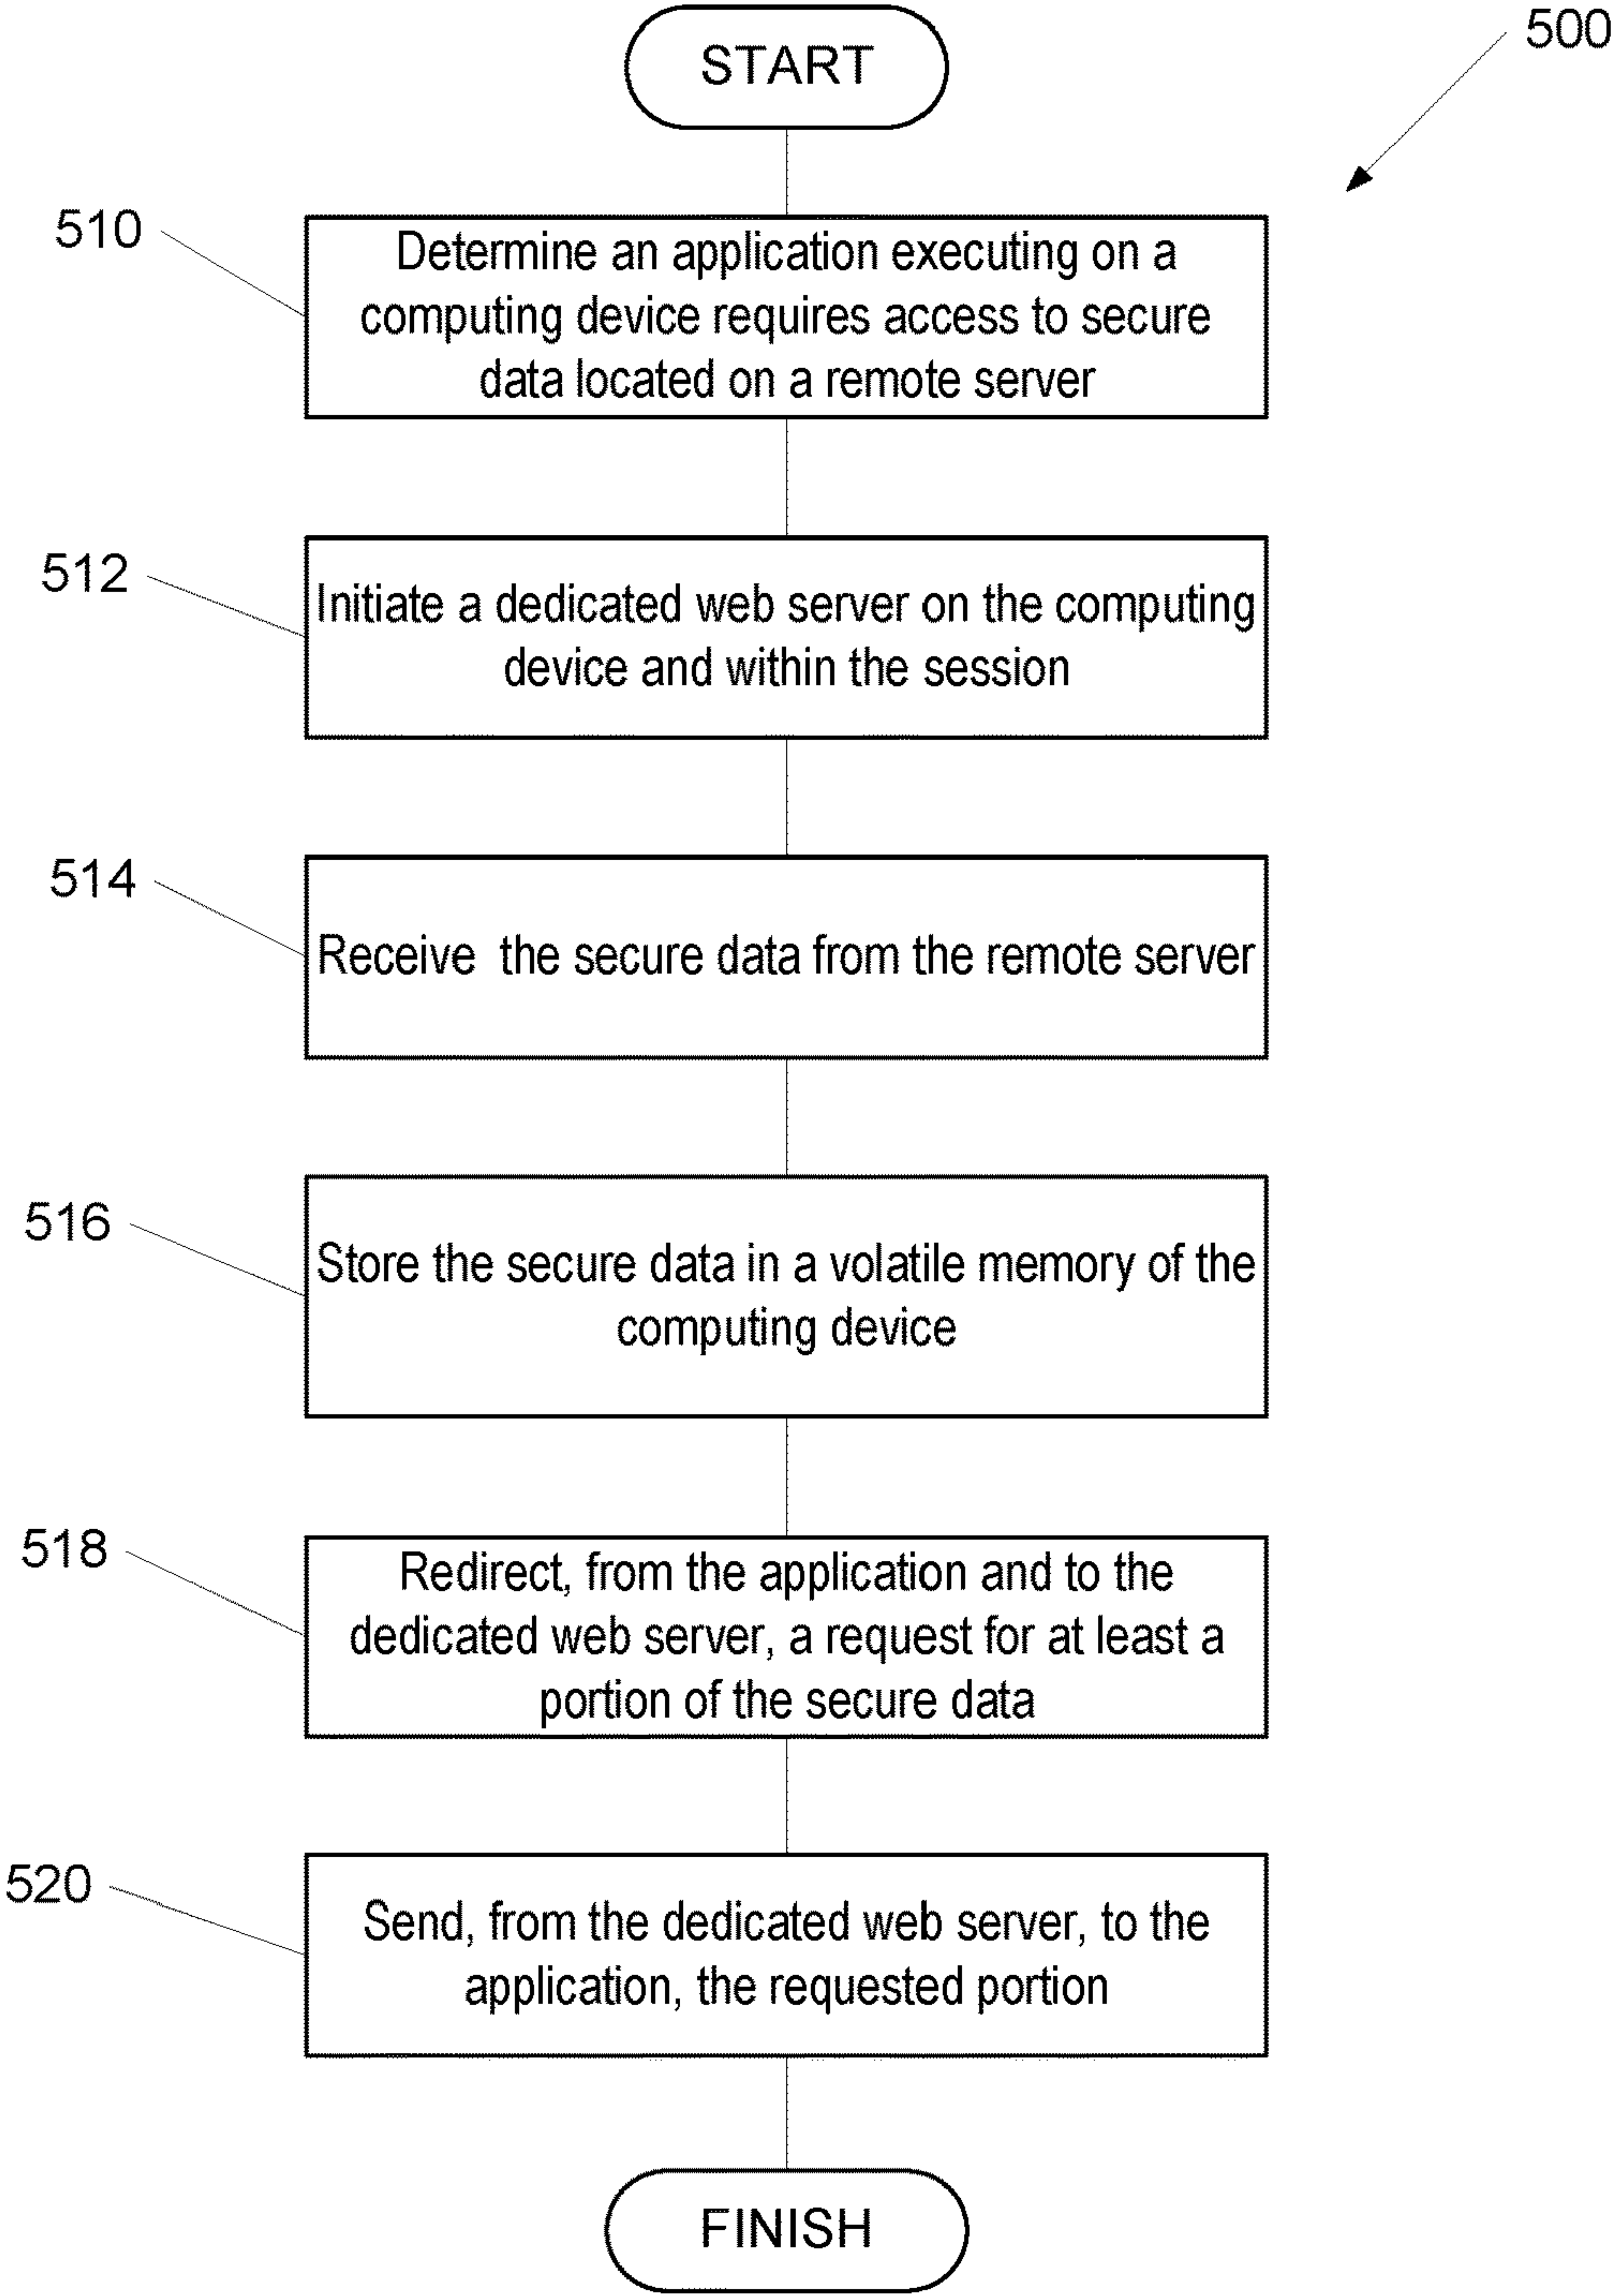 START
500
510
Determine an application executing on a
computing device requires access to secure
data located on a remote server
512
Initiate a dedicated web server on the computing
device and within the session
514
Receive the secure data from the remote server
516
Store the secure data in a volatile memory of the
computing device
518
Redirect, from the application and to the
dedicated web server, a request for at least a
portion of the secure data
520
Send, from the dedicated web server, to the
application, the requested portion
FINISH